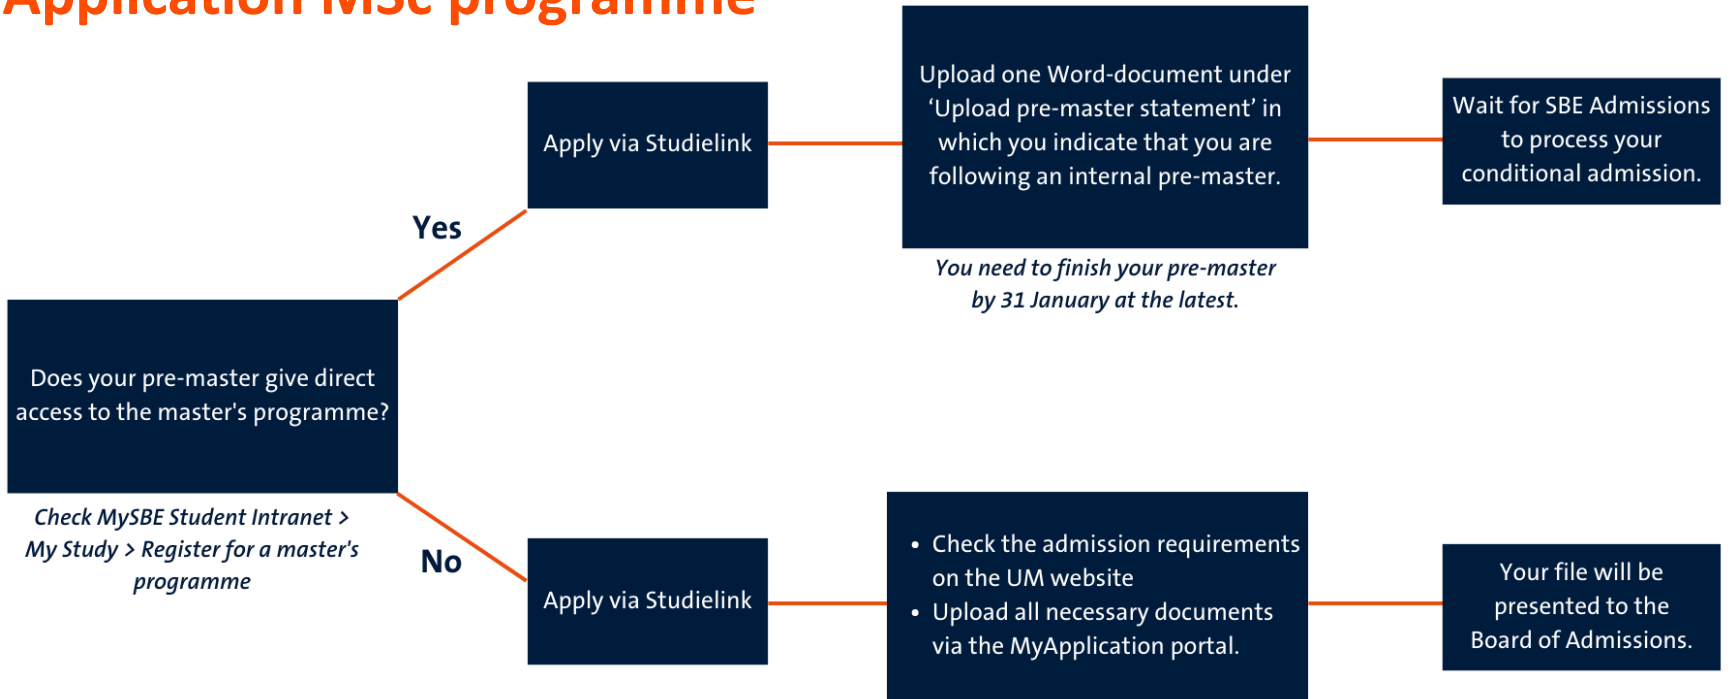 Application MSc programme
Does your pre-master give direct
access to the master's programme?
Check MySBE Student Intranet >
My Study > Register for a master's
programme
Yes
Apply via Studielink
Upload one Word-document under
‘Upload pre-master statement’ in
which you indicate that you are
following an internal pre-master.
You need to finish your pre-master
by 31 January at the latest.
Wait for SBE Admissions
to process your
conditional admission.
No
Apply via Studielink
• Check the admission requirements
on the UM website
• Upload all necessary documents
via the MyApplication portal.
Your file will be
presented to the
Board of Admissions.